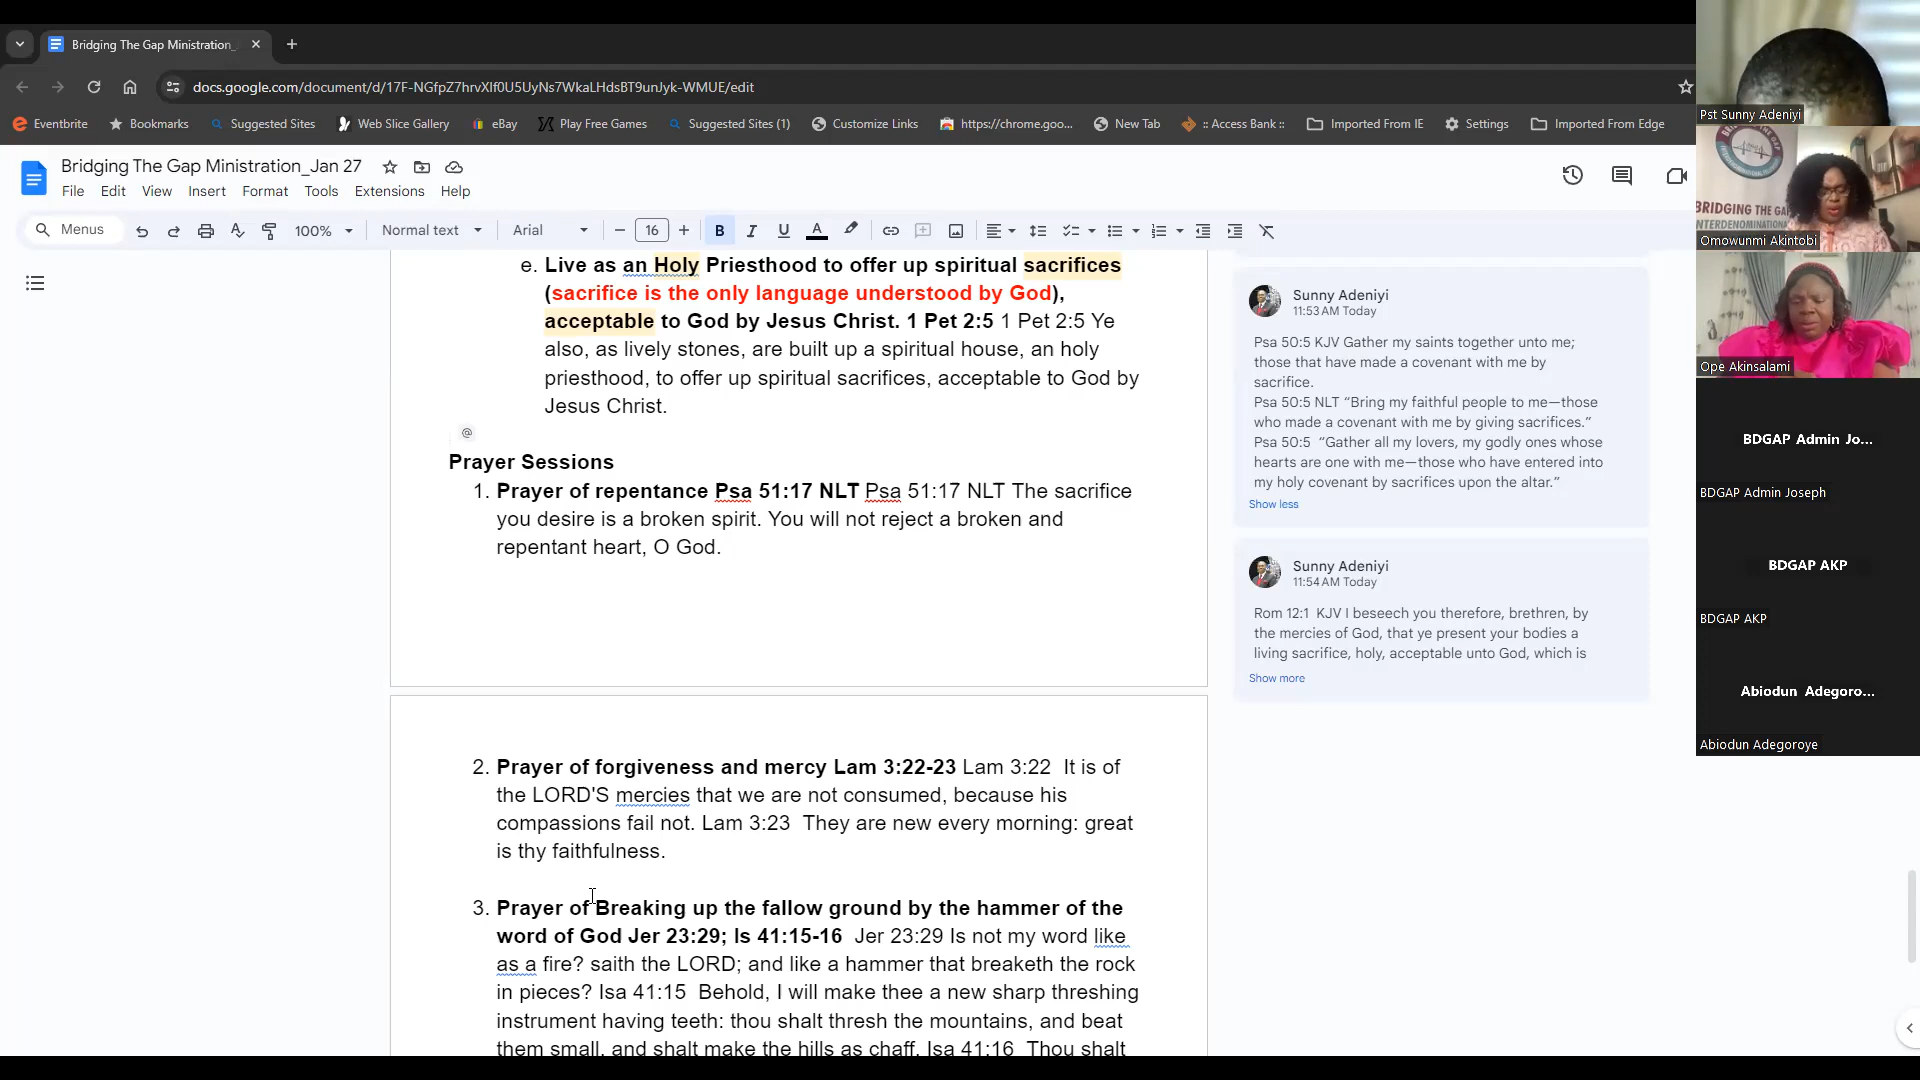 Bridging The Gap Ministration_
docs.google.com/document/d/17F-NGfpZ7hrvXIf0U5UyNs7WkaLHdsBT9unJyk-WMUE/edit
Eventbrite Bookmarks Suggested Sites Web Slice Gallery eBay Play Free Games Suggested Sites (1) Customize Links https://chrome.goo... New Tab :: Access Bank :: Imported From IE Settings Imported From Edge
Bridging The Gap Ministration_Jan 27
File Edit View Insert Format Tools Extensions Help
Menus 100% Normal text Arial 16 B I U A
e. Live as an Holy Priesthood to offer up spiritual sacrifices
(sacrifice is the only language understood by God),
acceptable to God by Jesus Christ. 1 Pet 2:5 1 Pet 2:5 Ye
also, as lively stones, are built up a spiritual house, an holy
priesthood, to offer up spiritual sacrifices, acceptable to God by
Jesus Christ.
@
Prayer Sessions
1. Prayer of repentance Psa 51:17 NLT Psa 51:17 NLT The sacrifice
you desire is a broken spirit. You will not reject a broken and
repentant heart, O God.
2. Prayer of forgiveness and mercy Lam 3:22-23 Lam 3:22 It is of
the LORD'S mercies that we are not consumed, because his
compassions fail not. Lam 3:23 They are new every morning: great
is thy faithfulness.
3. Prayer of Breaking up the fallow ground by the hammer of the
word of God Jer 23:29; Is 41:15-16 Jer 23:29 Is not my word like
as a fire? saith the LORD; and like a hammer that breaketh the rock
in pieces? Isa 41:15 Behold, I will make thee a new sharp threshing
instrument having teeth: thou shalt thresh the mountains, and beat
them small, and shalt make the hills as chaff. Isa 41:16 Thou shalt
Sunny Adeniyi
11:53 AM Today
Psa 50:5 KJV Gather my saints together unto me;
those that have made a covenant with me by
sacrifice.
Psa 50:5 NLT “Bring my faithful people to me—those
who made a covenant with me by giving sacrifices.”
Psa 50:5 “Gather all my lovers, my godly ones whose
hearts are one with me—those who have entered into
my holy covenant by sacrifices upon the altar.”
Show less
Sunny Adeniyi
11:54 AM Today
Rom 12:1 KJV I beseech you therefore, brethren, by
the mercies of God, that ye present your bodies a
living sacrifice, holy, acceptable unto God, which is
Show more
Pst Sunny Adeniyi
BRIDGING THE GA
INTERDENOMINATIONAL
Omowunmi Akintobi
Ope Akinsalami
BDGAP Admin Jo...
BDGAP Admin Joseph
BDGAP AKP
BDGAP AKP
Abiodun Adegoro...
Abiodun Adegoroye